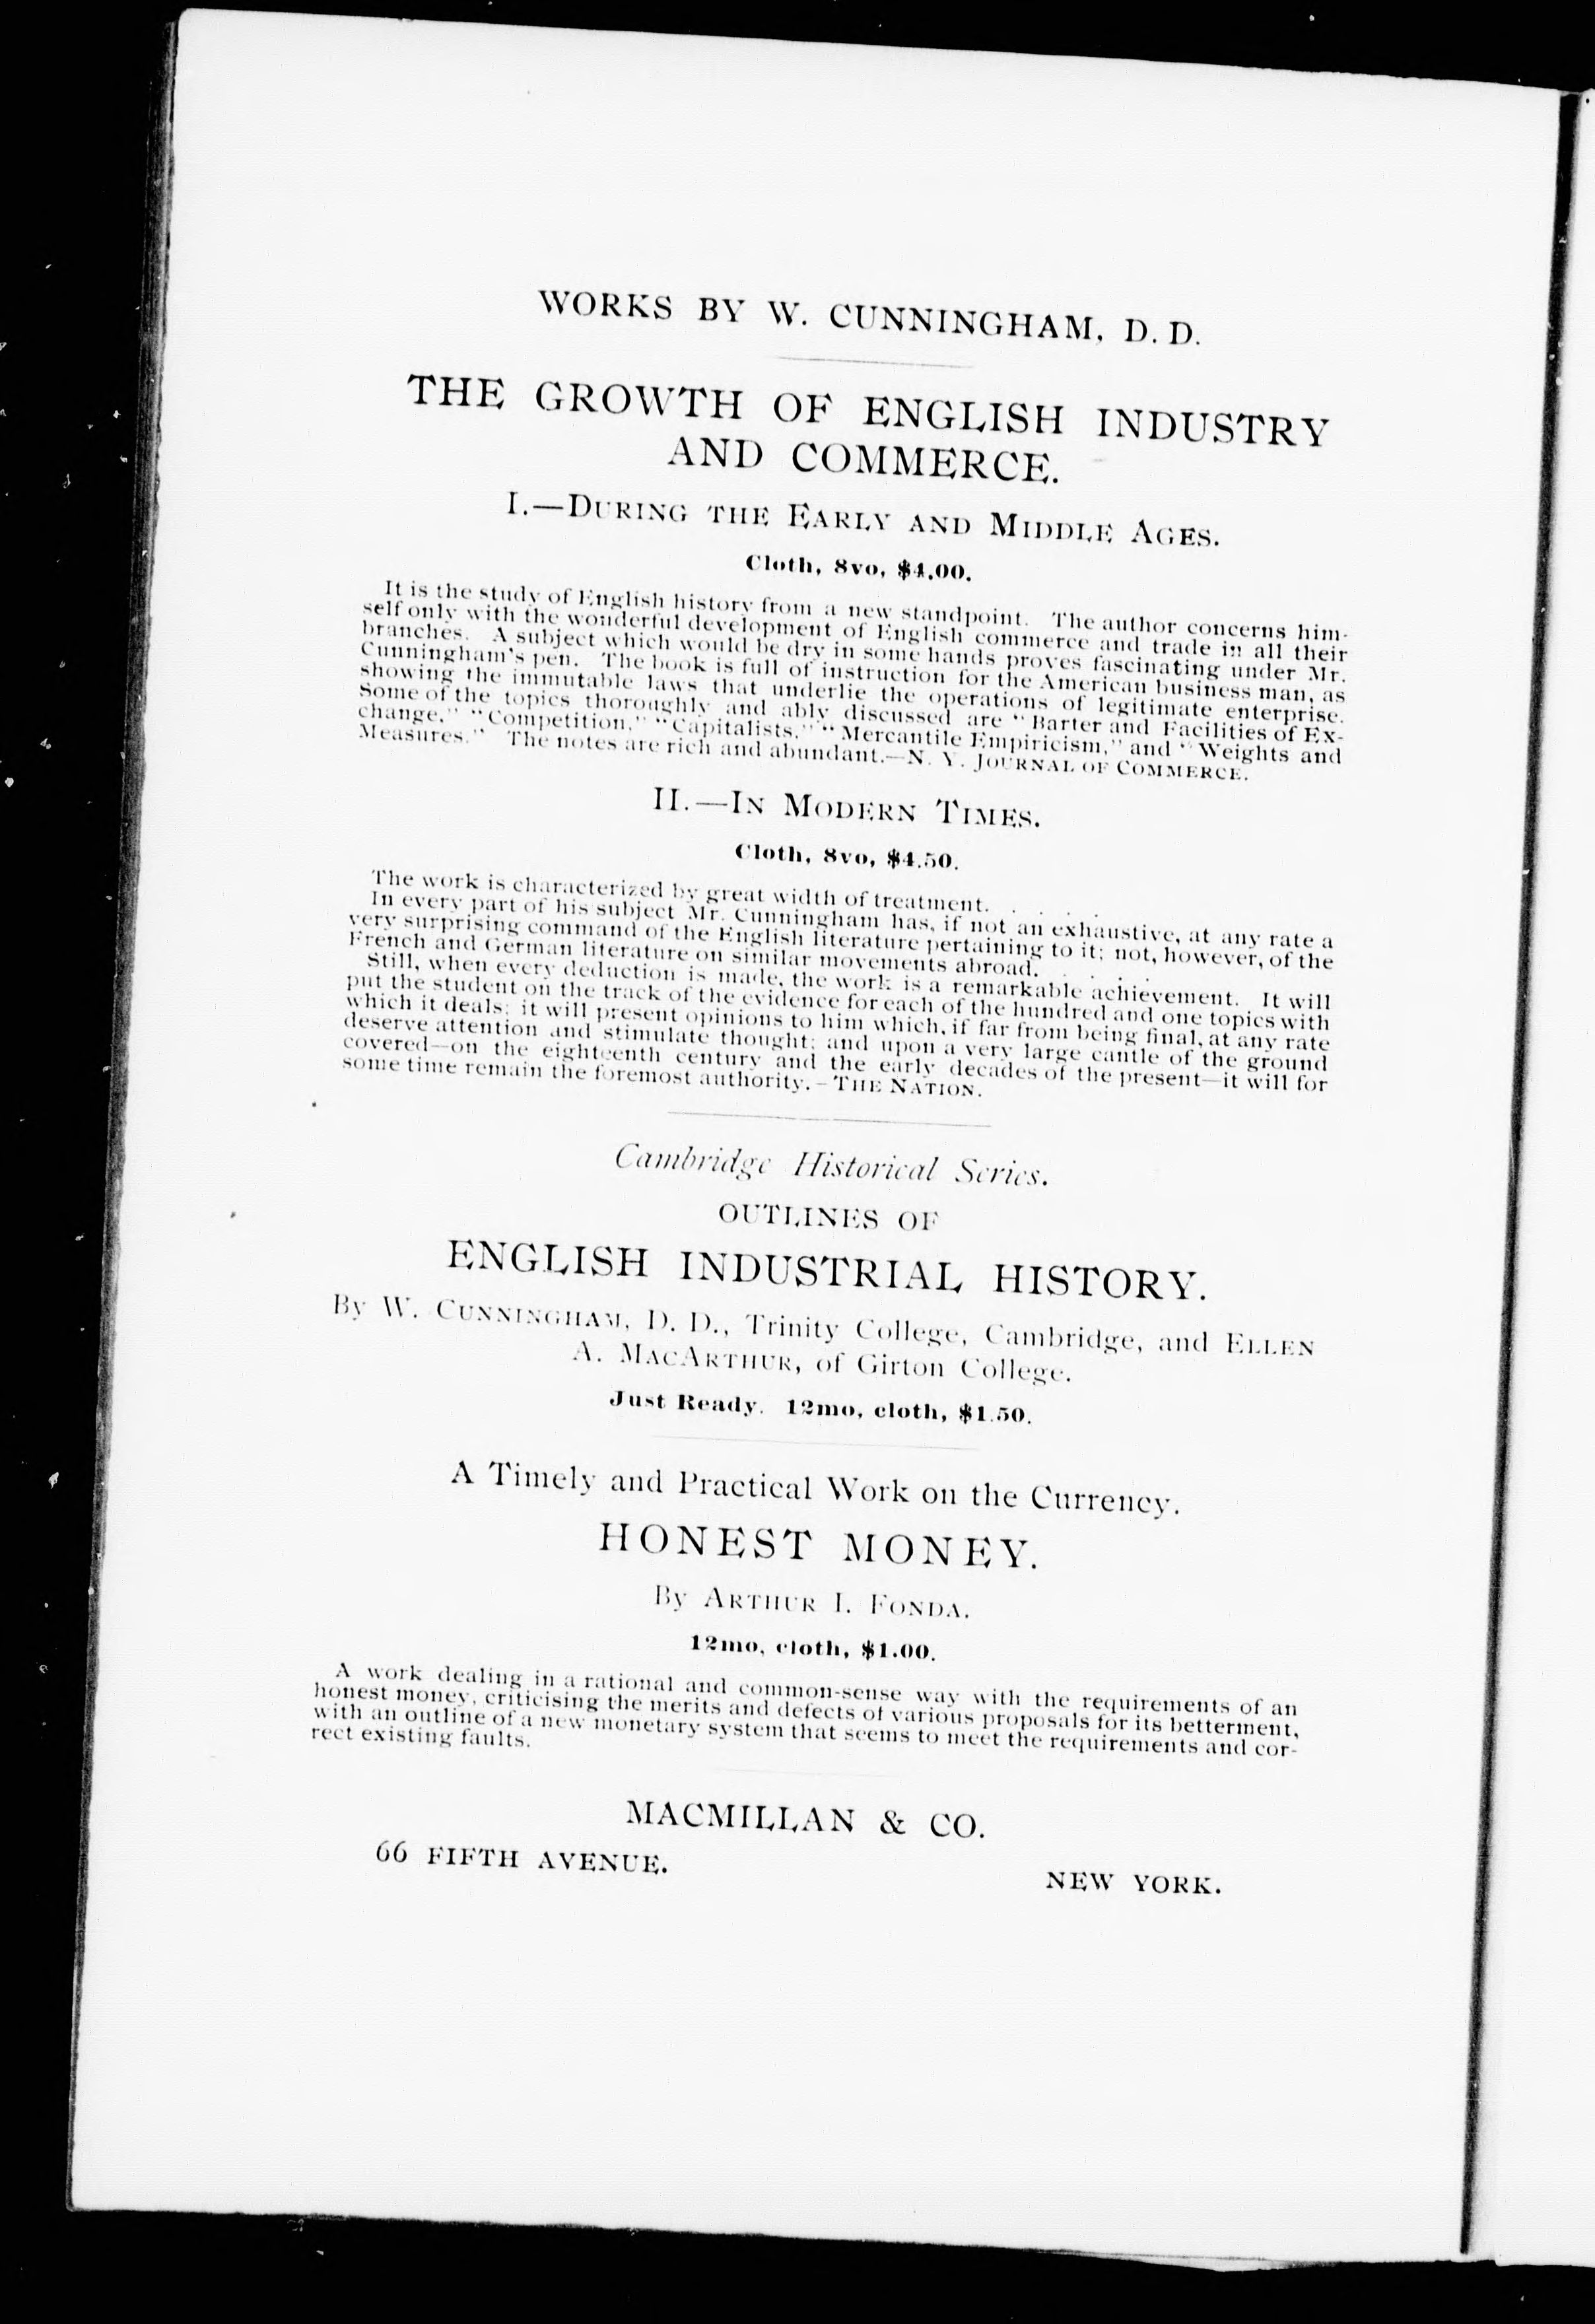 WORKS BY W. CUNNINGHAM, D. D.
THE GROWTH OF ENGLISH INDUSTRY
AND COMMERCE.
I.—DURING THE EARLY AND MIDDLE AGES.
Cloth, 8vo, $4.00.
It is the study of English history from a new standpoint. The author concerns him-
self only with the wonderful development of English commerce and trade in all their
branches. A subject which would be dry in some hands proves fascinating under Mr.
Cunningham's pen. The book is full of instruction for the American business man, as
showing the immutable laws that underlie the operations of legitimate enterprise.
Some of the topics thoroughly and ably discussed are "Barter and Facilities of Ex-
change," "Competition," "Capitalists," "Mercantile Empiricism," and "Weights and
Measures." The notes are rich and abundant.—N. Y. JOURNAL OF COMMERCE.
II.—IN MODERN TIMES.
Cloth, 8vo, $4.50.
The work is characterized by great width of treatment. . . . .
In every part of his subject Mr. Cunningham has, if not an exhaustive, at any rate a
very surprising command of the English literature pertaining to it; not, however, of the
French and German literature on similar movements abroad. . . . .
Still, when every deduction is made, the work is a remarkable achievement. It will
put the student on the track of the evidence for each of the hundred and one topics with
which it deals; it will present opinions to him which, if far from being final, at any rate
deserve attention and stimulate thought; and upon a very large cantle of the ground
covered—on the eighteenth century and the early decades of the present—it will for
some time remain the foremost authority.—THE NATION.
Cambridge Historical Series.
OUTLINES OF
ENGLISH INDUSTRIAL HISTORY.
By W. CUNNINGHAM, D. D., Trinity College, Cambridge, and ELLEN
A. MACARTHUR, of Girton College.
Just Ready. 12mo, cloth, $1.50.
A Timely and Practical Work on the Currency.
HONEST MONEY.
By ARTHUR I. FONDA.
12mo, cloth, $1.00.
A work dealing in a rational and common-sense way with the requirements of an
honest money, criticising the merits and defects of various proposals for its betterment,
with an outline of a new monetary system that seems to meet the requirements and cor-
rect existing faults.
MACMILLAN & CO.
66 FIFTH AVENUE.
NEW YORK.